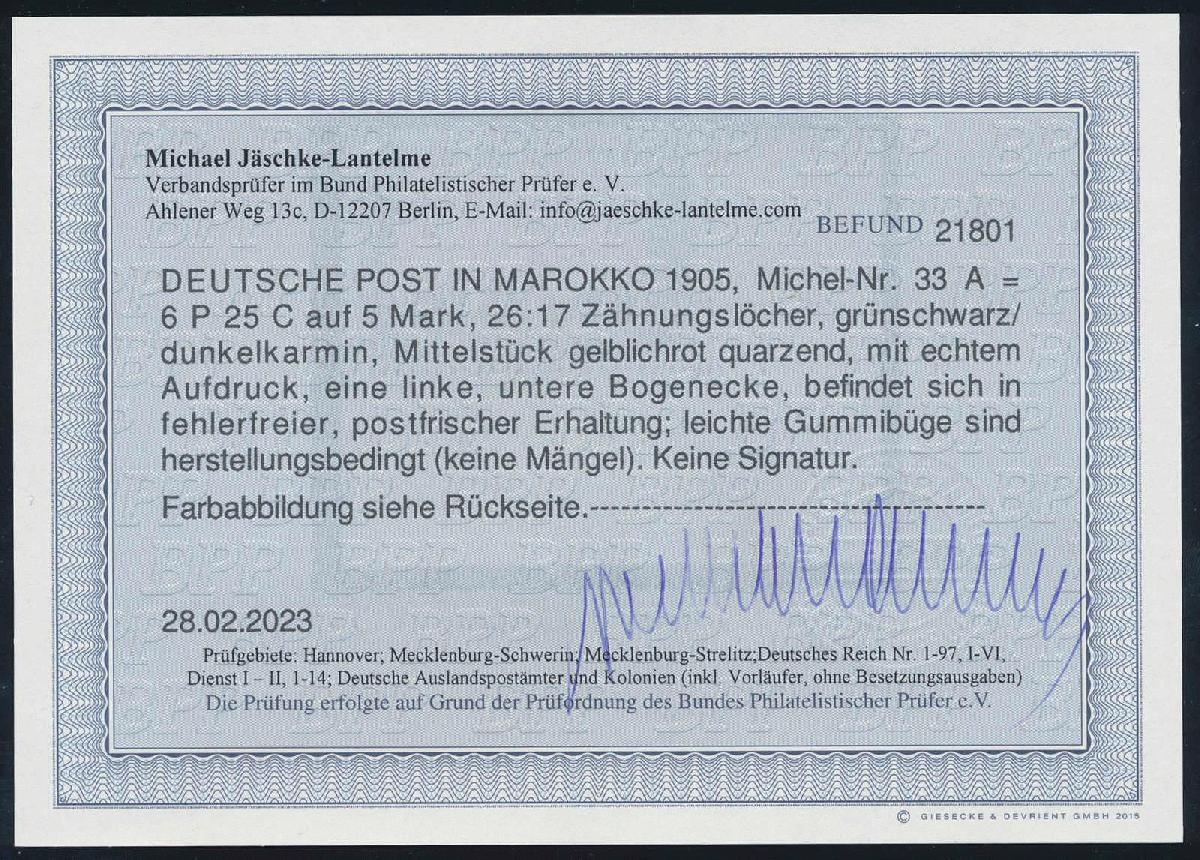 Michael Jäschke-Lantelme
Verbandsprüfer im Bund Philatelistischer Prüfer e. V.
Ahlener Weg 13c, D-12207 Berlin, E-Mail: info@jaeschke-lantelme.com
BEFUND 21801
DEUTSCHE POST IN MAROKKO 1905, Michel-Nr. 33 A =
6 P 25 C auf 5 Mark, 26:17 Zähnungslöcher, grünschwarz/
dunkelkarmin, Mittelstück gelblichrot quarzend, mit echtem
Aufdruck, eine linke, untere Bogenecke, befindet sich in
fehlerfreier, postfrischer Erhaltung; leichte Gummibüge sind
herstellungsbedingt (keine Mängel). Keine Signatur.
Farbabbildung siehe Rückseite.-----------------------------------
28.02.2023
Prüfgebiete: Hannover; Mecklenburg-Schwerin; Mecklenburg-Strelitz;Deutsches Reich Nr. 1-97, I-VI,
Dienst I – II, 1-14; Deutsche Auslandspostämter und Kolonien (inkl. Vorläufer, ohne Besetzungsausgaben)
Die Prüfung erfolgte auf Grund der Prüfordnung des Bundes Philatelistischer Prüfer e.V.
© GIESECKE & DEVRIENT GMBH 2015